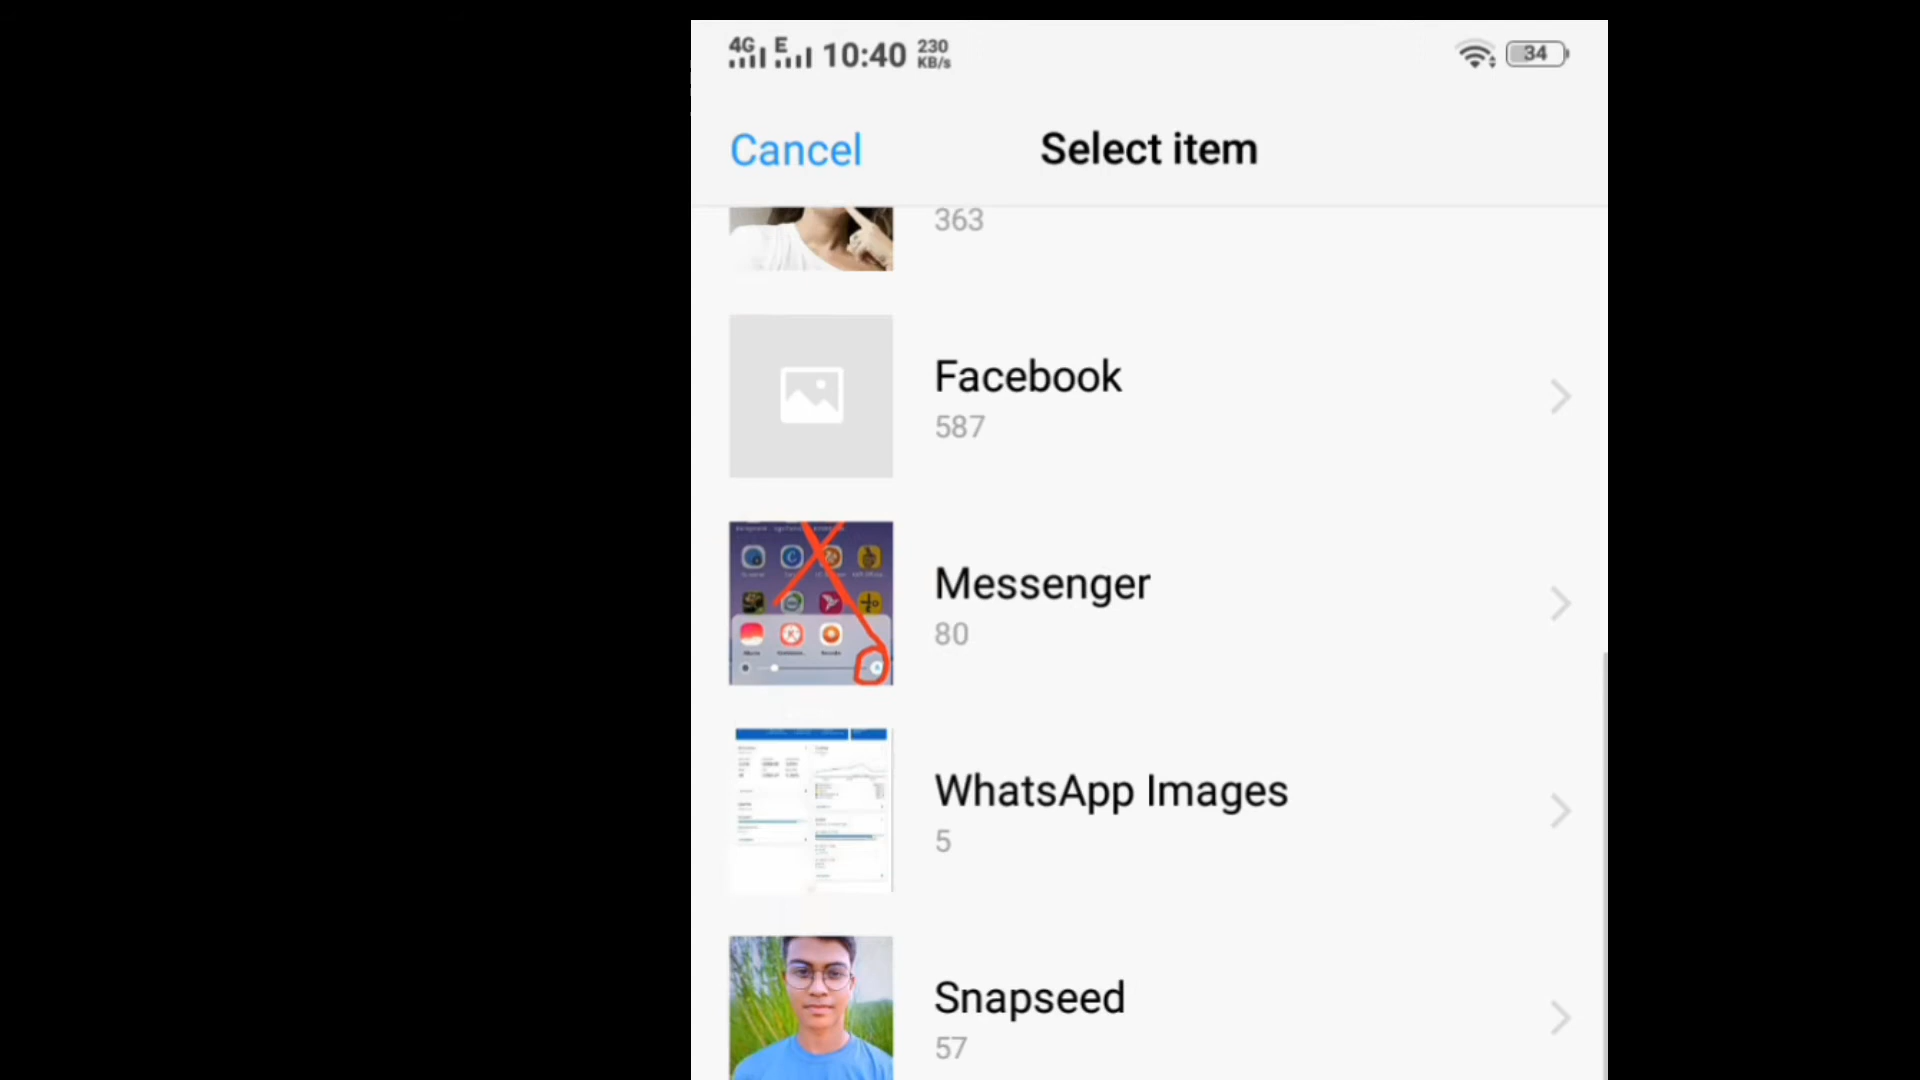 4G E 10:40 230 KB/s 34
Cancel Select item
363
Facebook
587
Messenger
80
WhatsApp Images
5
Snapseed
57